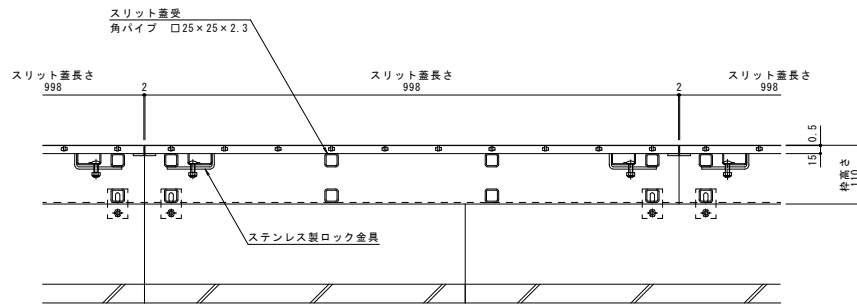 スリット蓋受
角パイプ □25×25×2.3
スリット蓋長さ
998
2
スリット蓋長さ
998
2
スリット蓋長さ
998
0.5
15
枠高さ
110
ステンレス製ロック金具